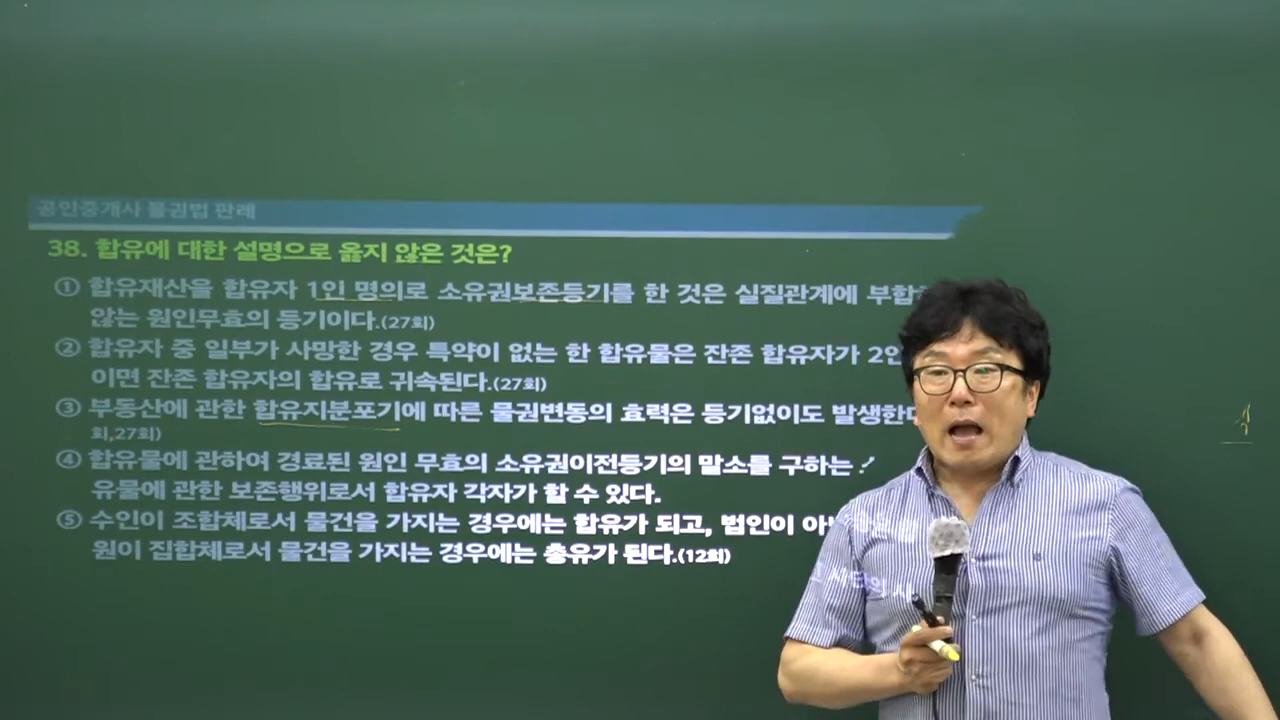 공인중개사 물권법 판례
38. 합유에 대한 설명으로 옳지 않은 것은?
① 합유재산을 합유자 1인 명의로 소유권보존등기를 한 것은 실질관계에 부합하
않는 원인무효의 등기이다.(27회)
② 합유자 중 일부가 사망한 경우 특약이 없는 한 합유물은 잔존 합유자가 2인
이면 잔존 합유자의 합유로 귀속된다.(27회)
③ 부동산에 관한 합유지분포기에 따른 물권변동의 효력은 등기없이도 발생한다
회,27회)
④ 합유물에 관하여 경료된 원인 무효의 소유권이전등기의 말소를 구하는
유물에 관한 보존행위로서 합유자 각자가 할 수 있다.
⑤ 수인이 조합체로서 물건을 가지는 경우에는 합유가 되고, 법인이 아
사단의 사
원이 집합체로서 물건을 가지는 경우에는 총유가 된다.(12회)